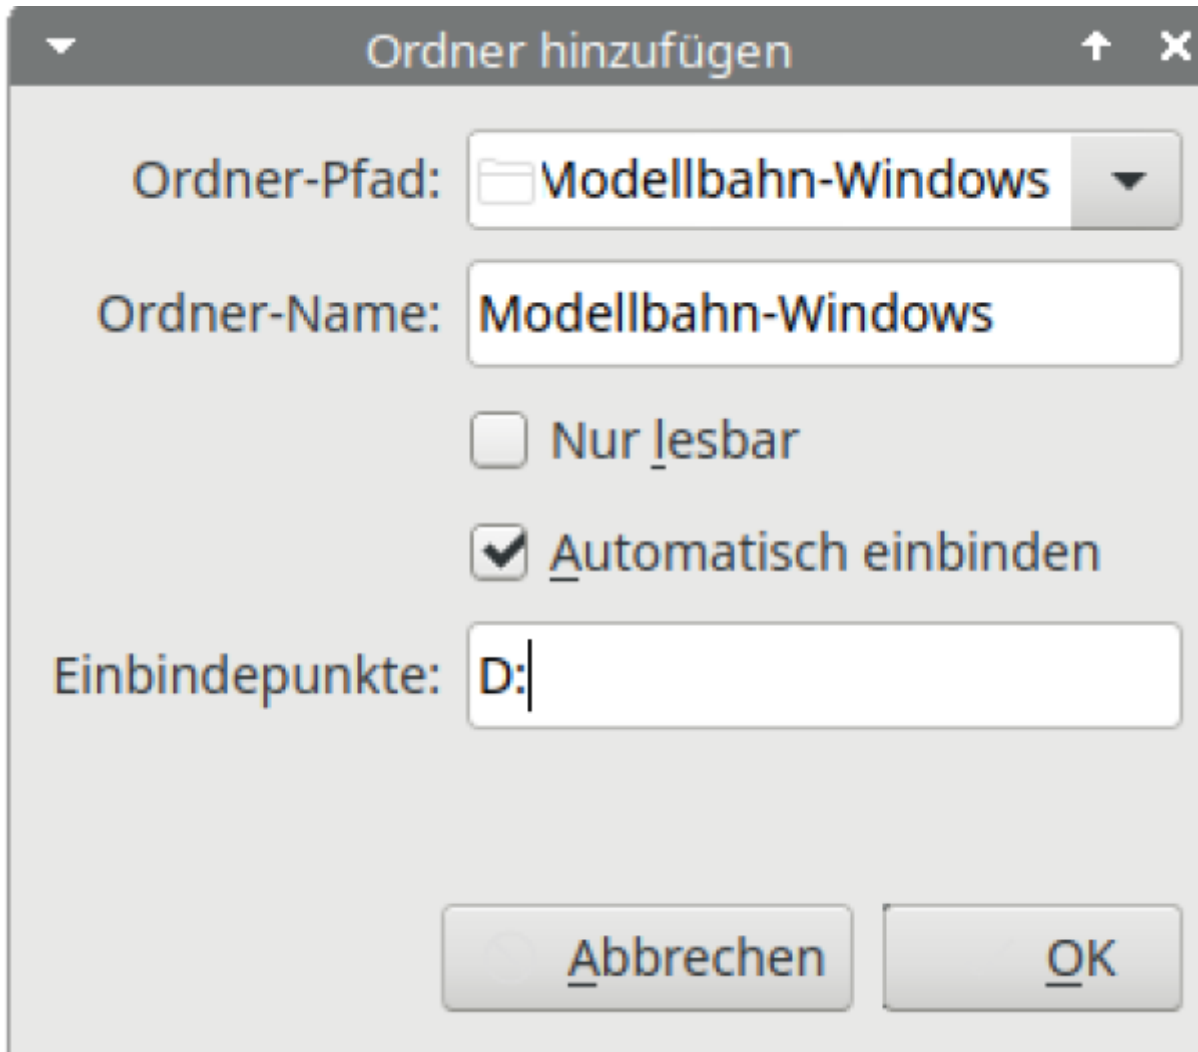 Ordner hinzufügen
Ordner-Pfad: Modellbahn-Windows
Ordner-Name: Modellbahn-Windows
Nur lesbar
Automatisch einbinden
Einbindepunkte: D:
Abbrechen OK